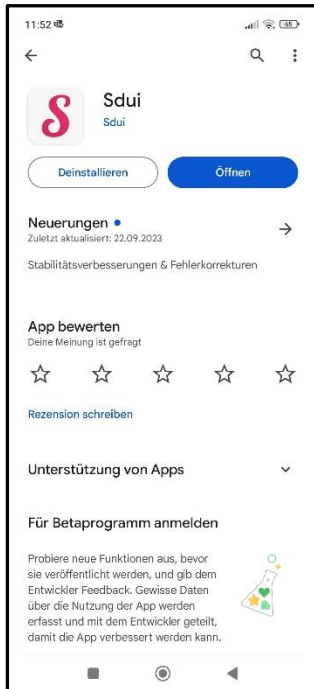 11:52
65
S
Sdui
Sdui
Deinstallieren
Öffnen
Neuerungen
Zuletzt aktualisiert: 22.09.2023
Stabilitätsverbesserungen & Fehlerkorrekturen
App bewerten
Deine Meinung ist gefragt
Rezension schreiben
Unterstützung von Apps
Für Betaprogramm anmelden
Probiere neue Funktionen aus, bevor
sie veröffentlicht werden, und gib dem
Entwickler Feedback. Gewisse Daten
über die Nutzung der App werden
erfasst und mit dem Entwickler geteilt,
damit die App verbessert werden kann.